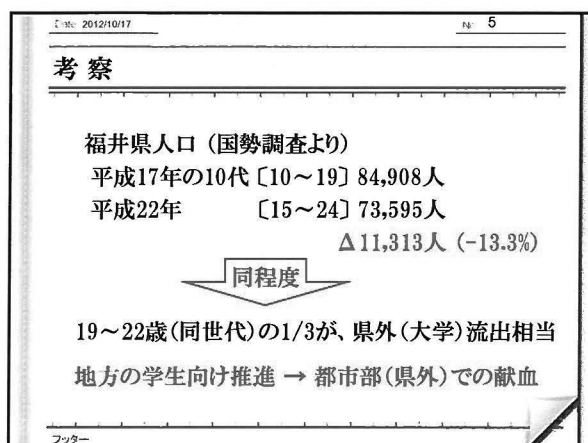 Date 2012/10/17
№ 5
考察
福井県人口（国勢調査より）
平成17年の10代〔10～19〕84,908人
平成22年 〔15～24〕73,595人
Δ11,313人（-13.3%）
同程度
19～22歳（同世代）の1/3が、県外（大学）流出相当
地方の学生向け推進 → 都市部（県外）での献血
フッター